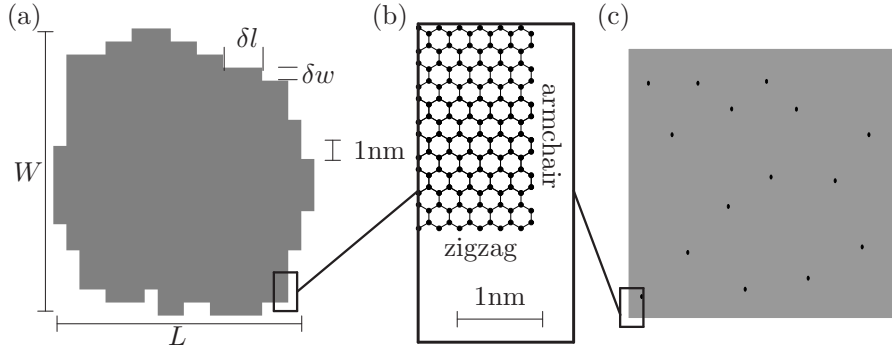 (a)
δl
δw
1nm
W
L
(b)
armchair
zigzag
1nm
(c)